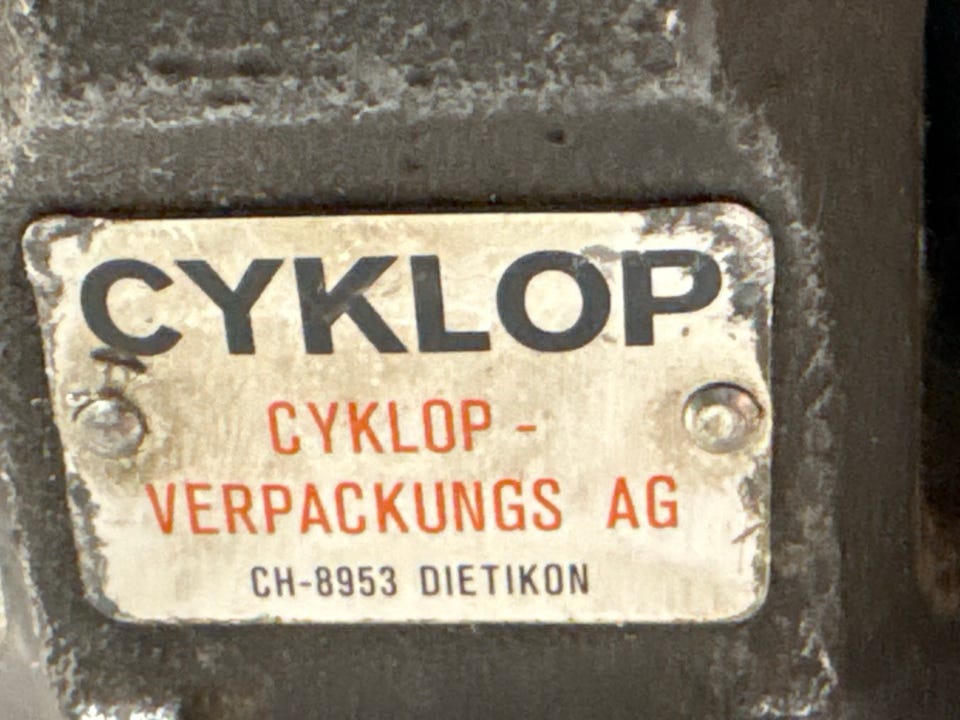 CYKLOP
CYKLOP -
VERPACKUNGS AG
CH-8953 DIETIKON